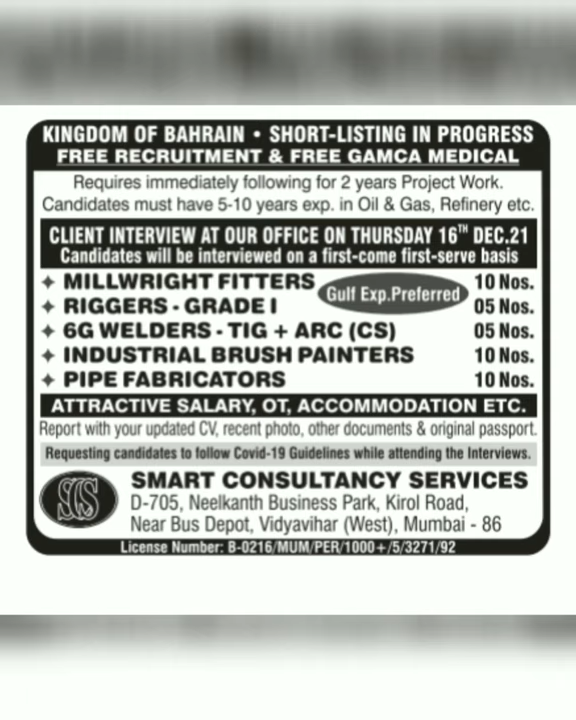 KINGDOM OF BAHRAIN • SHORT-LISTING IN PROGRESS
FREE RECRUITMENT & FREE GAMCA MEDICAL
Requires immediately following for 2 years Project Work.
Candidates must have 5-10 years exp. in Oil & Gas, Refinery etc.
CLIENT INTERVIEW AT OUR OFFICE ON THURSDAY 16TH DEC.21
Candidates will be interviewed on a first-come first-serve basis
✦ MILLWRIGHT FITTERS 10 Nos.
Gulf Exp.Preferred
✦ RIGGERS - GRADE I 05 Nos.
✦ 6G WELDERS - TIG + ARC (CS) 05 Nos.
✦ INDUSTRIAL BRUSH PAINTERS 10 Nos.
✦ PIPE FABRICATORS 10 Nos.
ATTRACTIVE SALARY, OT, ACCOMMODATION ETC.
Report with your updated CV, recent photo, other documents & original passport.
Requesting candidates to follow Covid-19 Guidelines while attending the Interviews.
SCS
SMART CONSULTANCY SERVICES
D-705, Neelkanth Business Park, Kirol Road,
Near Bus Depot, Vidyavihar (West), Mumbai - 86
License Number: B-0216/MUM/PER/1000+/5/3271/92